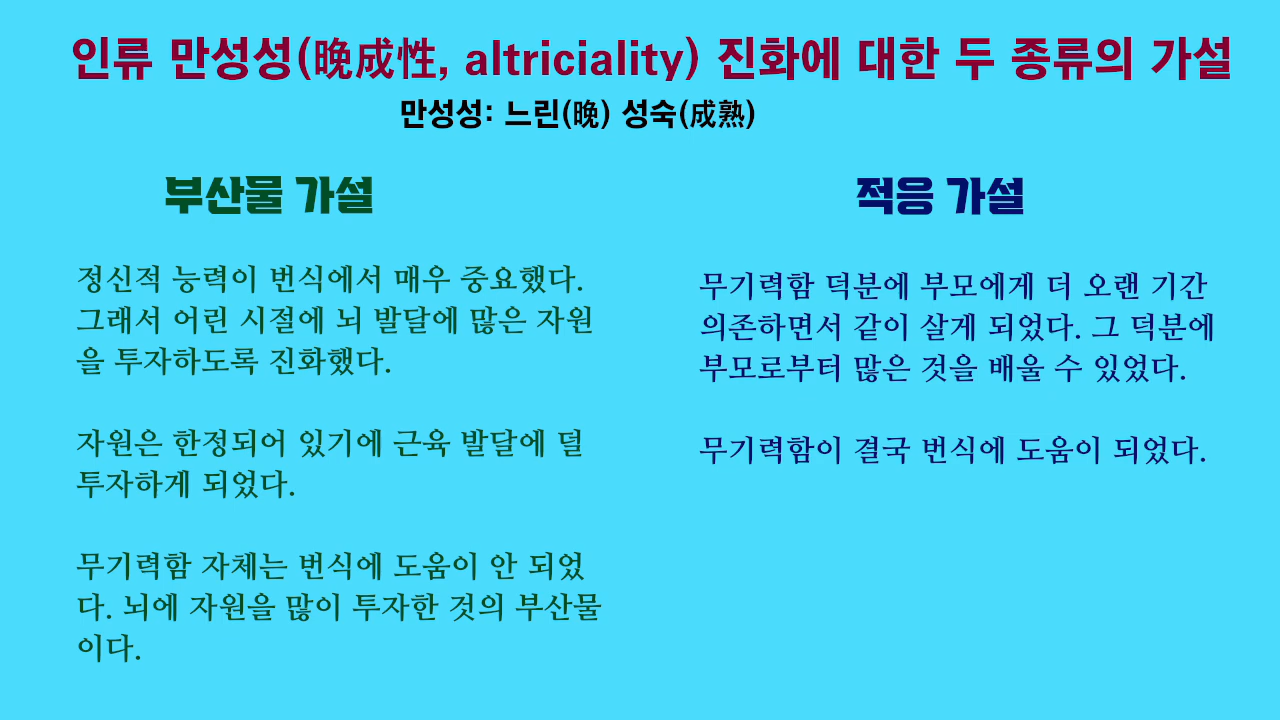 인류 만성성(晩成性, altriciality) 진화에 대한 두 종류의 가설
만성성: 느린(晩) 성숙(成熟)
부산물 가설
정신적 능력이 번식에서 매우 중요했다.
그래서 어린 시절에 뇌 발달에 많은 자원
을 투자하도록 진화했다.
자원은 한정되어 있기에 근육 발달에 덜
투자하게 되었다.
무기력함 자체는 번식에 도움이 안 되었
다. 뇌에 자원을 많이 투자한 것의 부산물
이다.
적응 가설
무기력함 덕분에 부모에게 더 오랜 기간
의존하면서 같이 살게 되었다. 그 덕분에
부모로부터 많은 것을 배울 수 있었다.
무기력함이 결국 번식에 도움이 되었다.